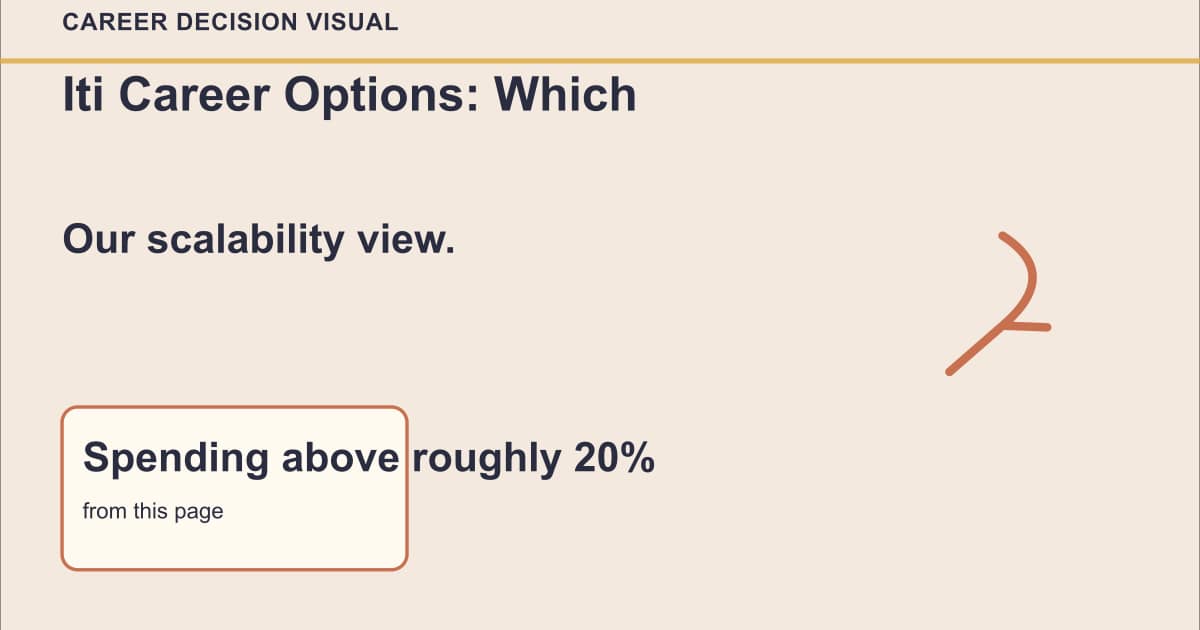 CAREER DECISION VISUAL
Iti Career Options: Which
Our scalability view.
Spending above roughly 20%
from this page